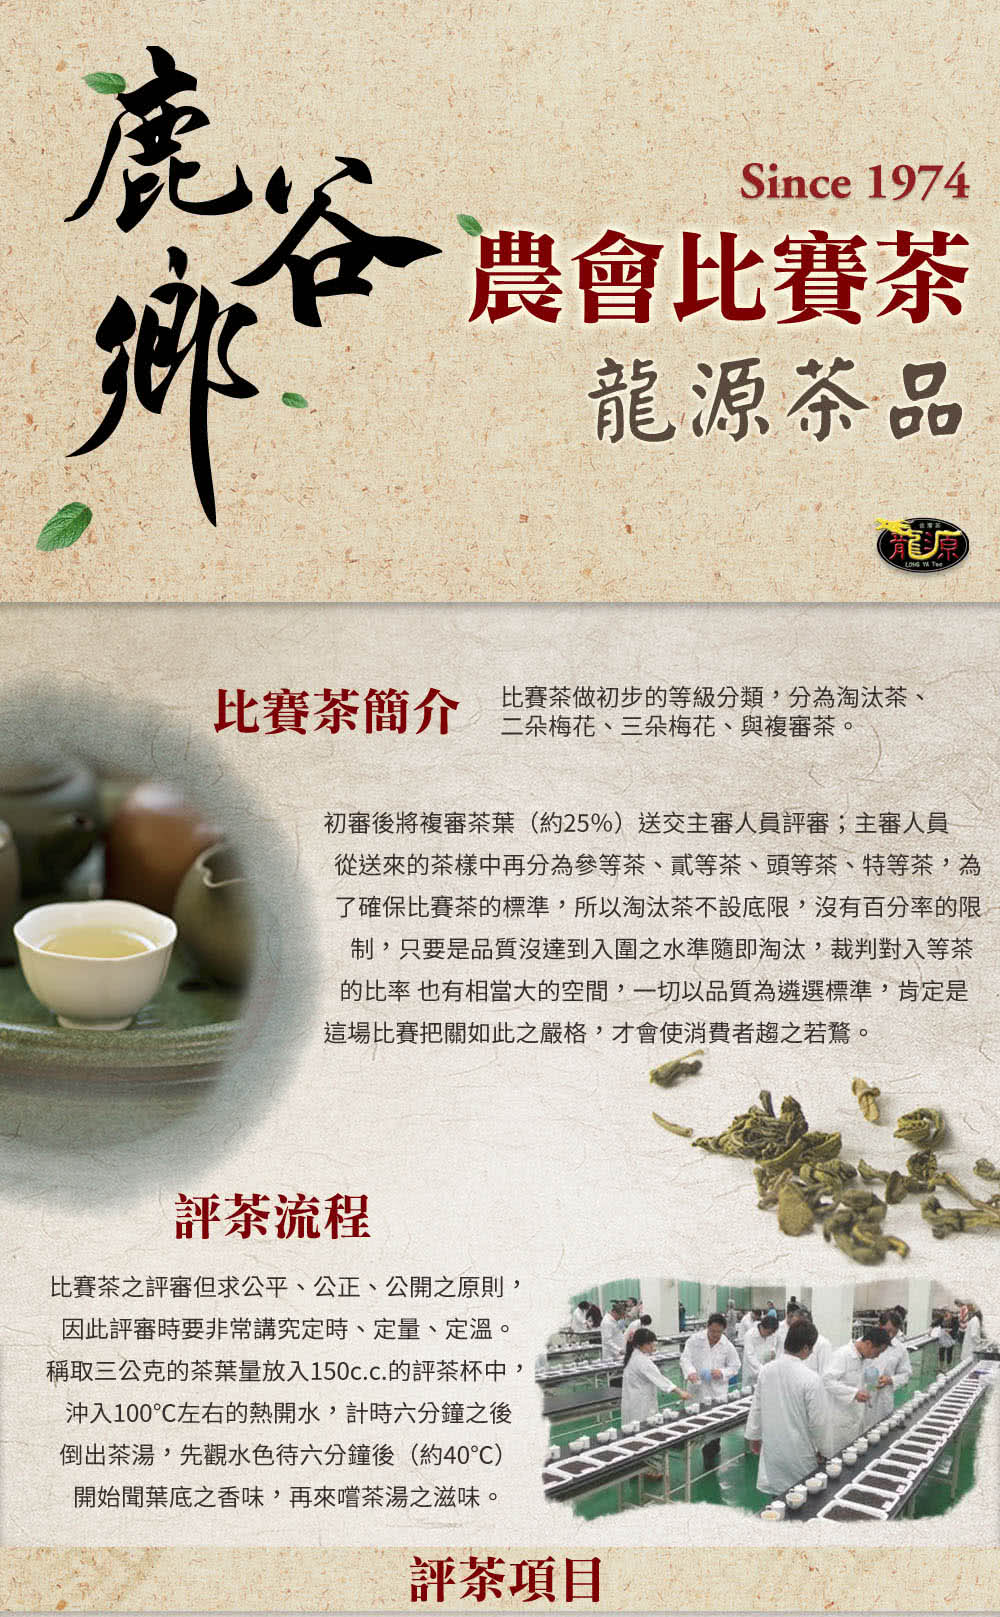 鹿谷鄉
Since 1974
農會比賽茶
龍源茶品
台灣茶
龍源
LONG YA Tea
比賽茶簡介
比賽茶做初步的等級分類，分為淘汰茶、
二朵梅花、三朵梅花、與複審茶。
初審後將複審茶葉（約25%）送交主審人員評審；主審人員
從送來的茶樣中再分為參等茶、貳等茶、頭等茶、特等茶，為
了確保比賽茶的標準，所以淘汰茶不設底限，沒有百分率的限
制，只要是品質沒達到入圍之水準隨即淘汰，裁判對入等茶
的比率 也有相當大的空間，一切以品質為遴選標準，肯定是
這場比賽把關如此之嚴格，才會使消費者趨之若鶩。
評茶流程
比賽茶之評審但求公平、公正、公開之原則，
因此評審時要非常講究定時、定量、定溫。
稱取三公克的茶葉量放入150c.c.的評茶杯中，
沖入100℃左右的熱開水，計時六分鐘之後
倒出茶湯，先觀水色待六分鐘後（約40℃）
開始聞葉底之香味，再來嚐茶湯之滋味。
評茶項目